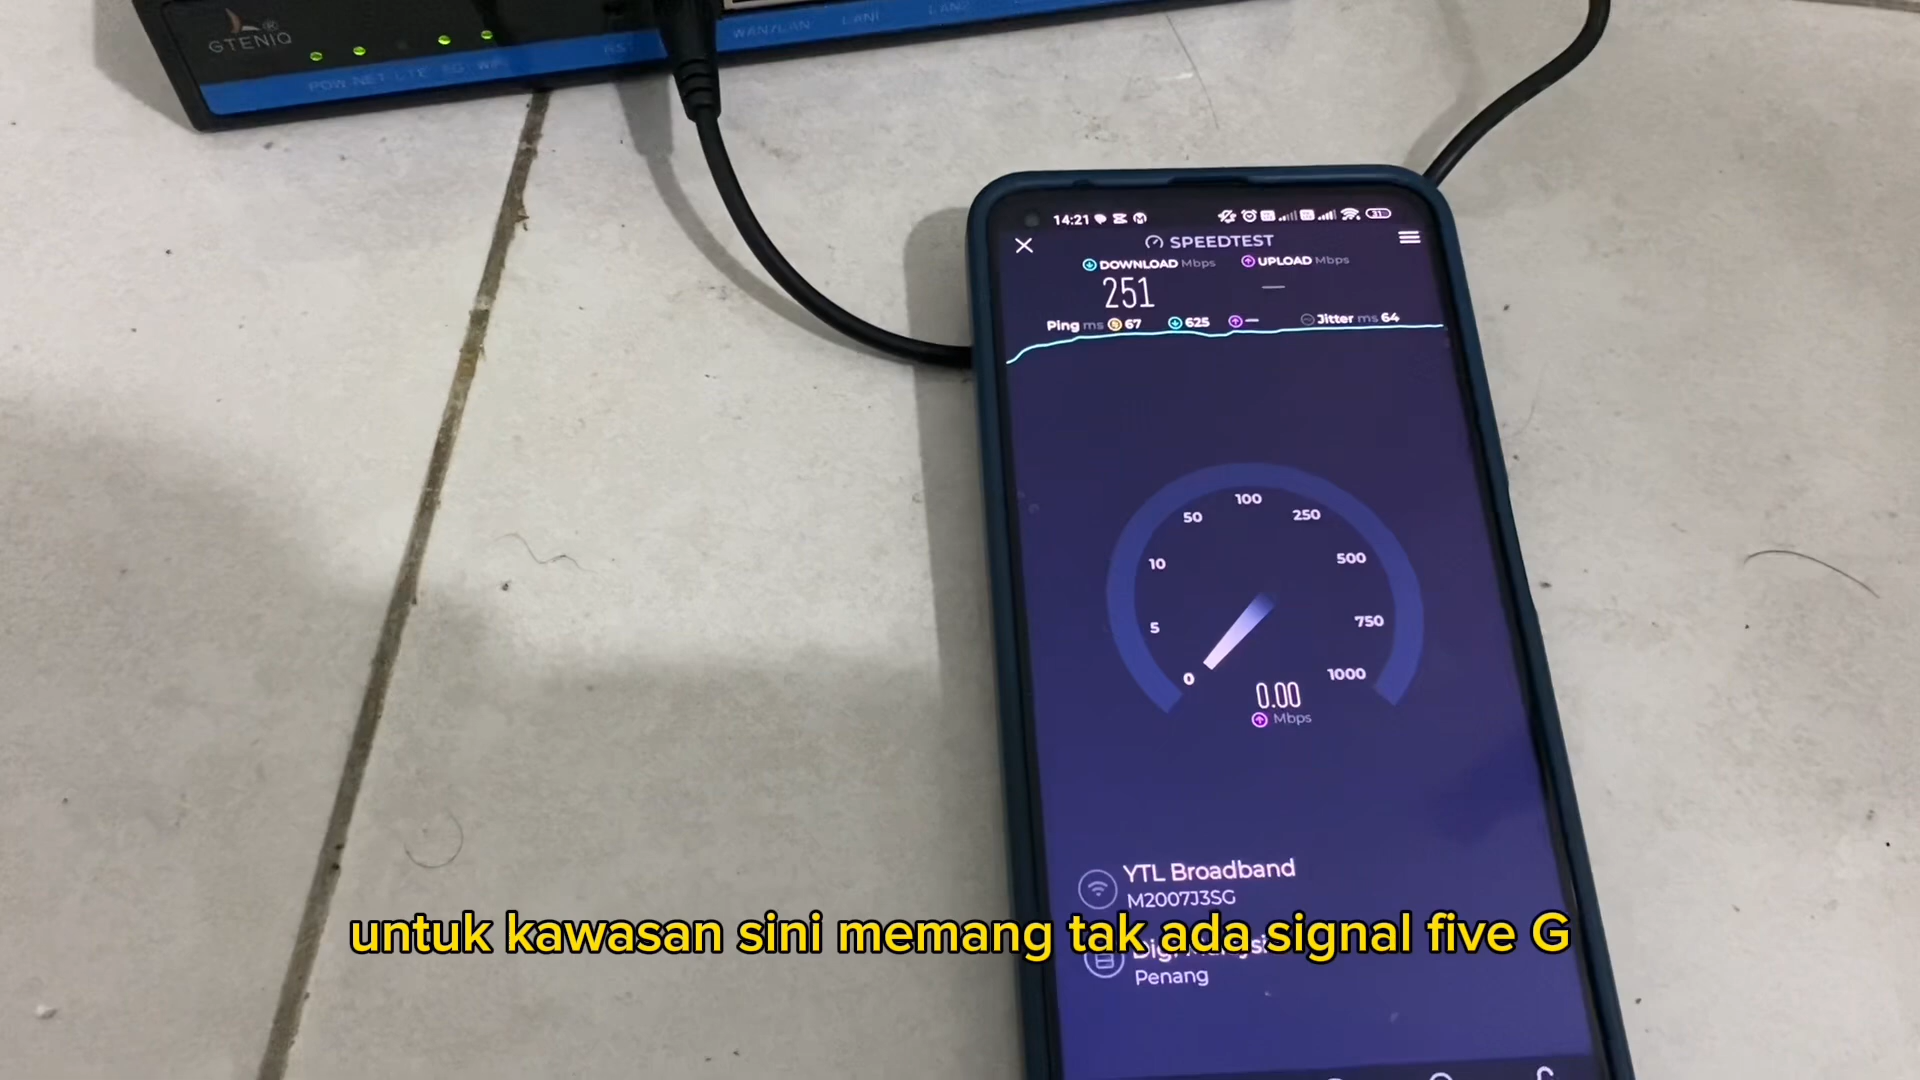 GTENIQ
POW NET LTE 5G WIFI
RST
WAN/LAN LAN1 LAN2
14:21
31
SPEEDTEST
DOWNLOAD Mbps UPLOAD Mbps
251 —
Ping ms 67 625 — Jitter ms 64
0
5
10
50
100
250
500
750
1000
0.00
Mbps
YTL Broadband
M2007J3SG
untuk kawasan sini memang tak ada signal five G
Penang